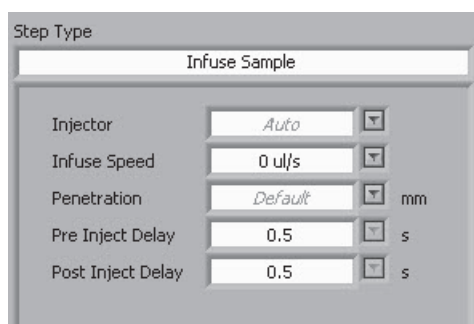 Step Type
Infuse Sample
Injector Auto
Infuse Speed 0 ul/s
Penetration Default mm
Pre Inject Delay 0.5 s
Post Inject Delay 0.5 s